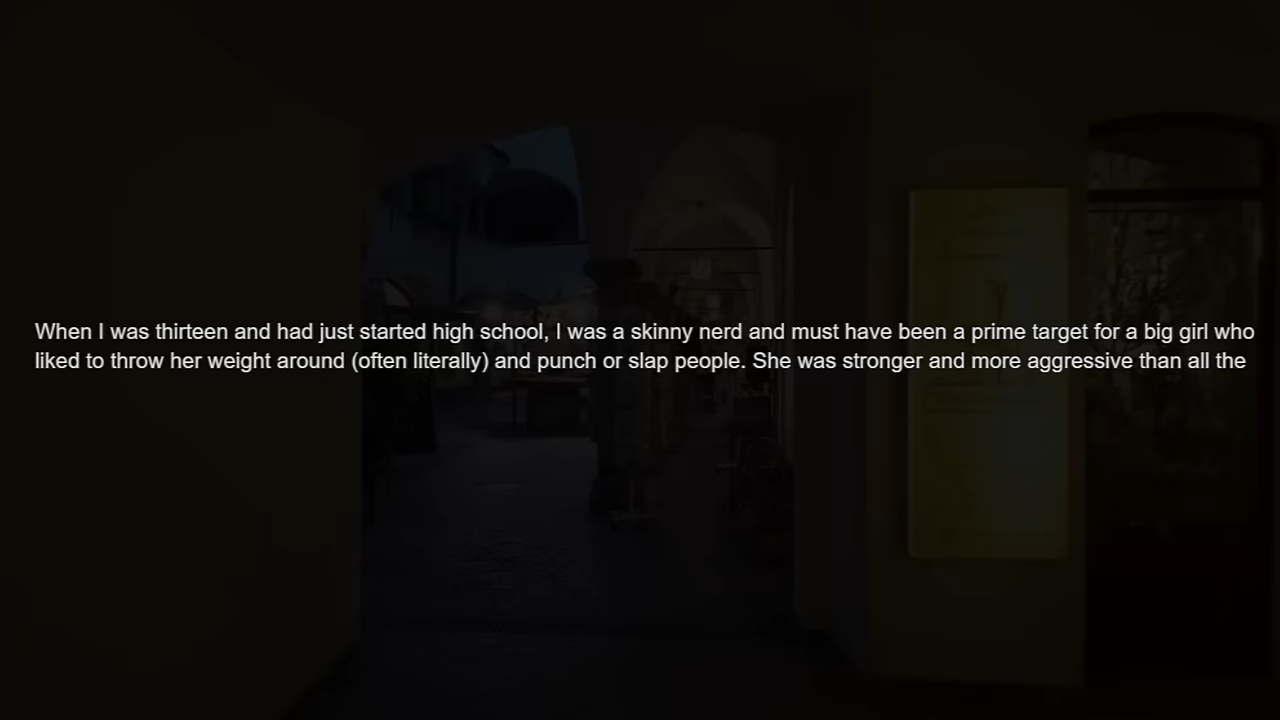 When I was thirteen and had just started high school, I was a skinny nerd and must have been a prime target for a big girl who
liked to throw her weight around (often literally) and punch or slap people. She was stronger and more aggressive than all the